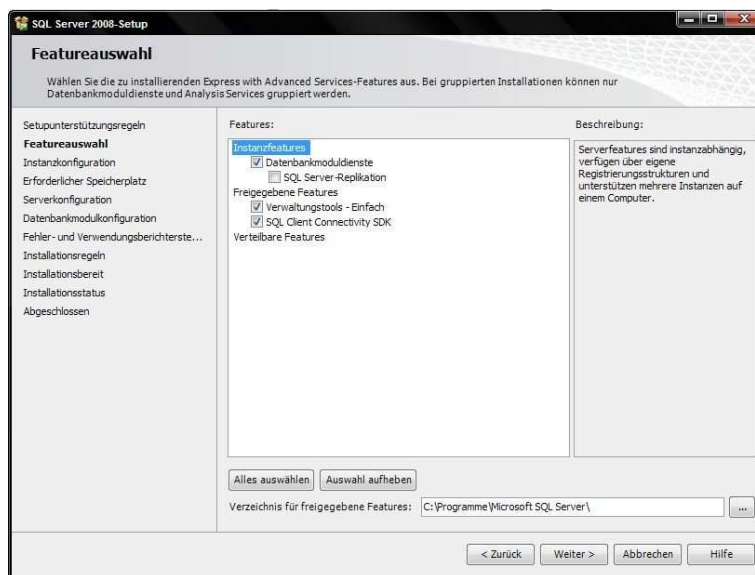 SQL Server 2008-Setup
Featureauswahl
Wählen Sie die zu installierenden Express with Advanced Services-Features aus. Bei gruppierten Installationen können nur
Datenbankmoduldienste und Analysis Services gruppiert werden.
Setupunterstützungsregeln
Featureauswahl
Instanzkonfiguration
Erforderlicher Speicherplatz
Serverkonfiguration
Datenbankmodulkonfiguration
Fehler- und Verwendungsberichterste...
Installationsregeln
Installationsbereit
Installationsstatus
Abgeschlossen
Features:
Instanzfeatures
Datenbankmoduldienste
SQL Server-Replikation
Freigegebene Features
Verwaltungstools - Einfach
SQL Client Connectivity SDK
Verteilbare Features
Beschreibung:
Serverfeatures sind instanzabhängig,
verfügen über eigene
Registrierungsstrukturen und
unterstützen mehrere Instanzen auf
einem Computer.
Alles auswählen Auswahl aufheben
Verzeichnis für freigegebene Features: C:\Programme\Microsoft SQL Server\ ...
< Zurück Weiter > Abbrechen Hilfe